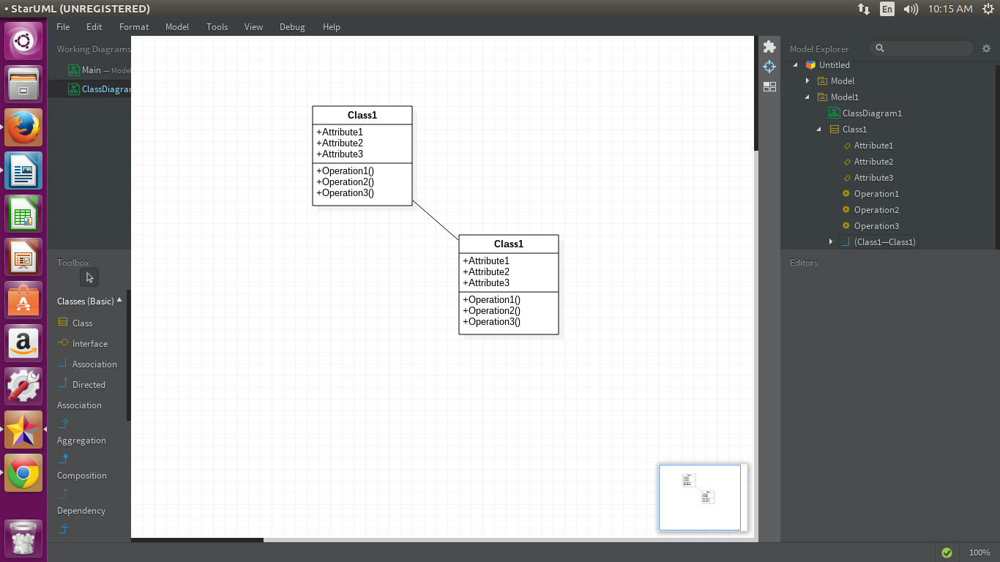 • StarUML (UNREGISTERED)
En
10:15 AM
File Edit Format Model Tools View Debug Help
Working Diagrams
Main — Model
ClassDiagram
Toolbox
Classes (Basic)
Class
Interface
Association
Directed
Association
Aggregation
Composition
Dependency
Class1
+Attribute1
+Attribute2
+Attribute3
+Operation1()
+Operation2()
+Operation3()
Class1
+Attribute1
+Attribute2
+Attribute3
+Operation1()
+Operation2()
+Operation3()
Model Explorer
Untitled
Model
Model1
ClassDiagram1
Class1
Attribute1
Attribute2
Attribute3
Operation1
Operation2
Operation3
(Class1—Class1)
Editors
100%